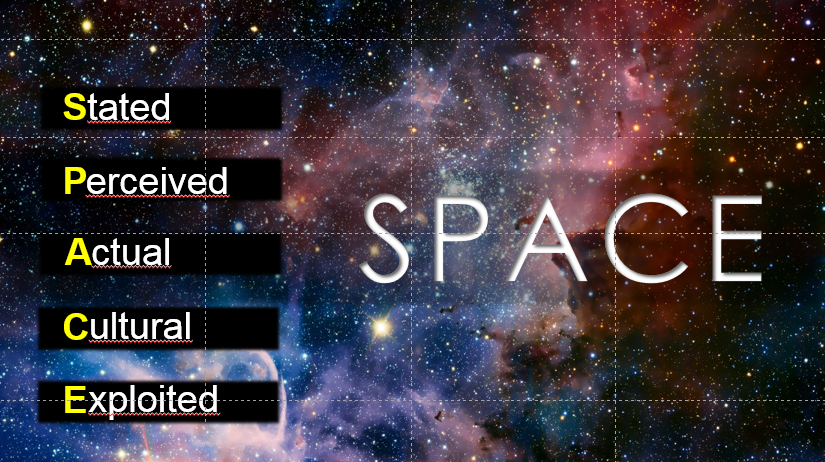 Stated
Perceived
Actual
Cultural
Exploited
SPACE